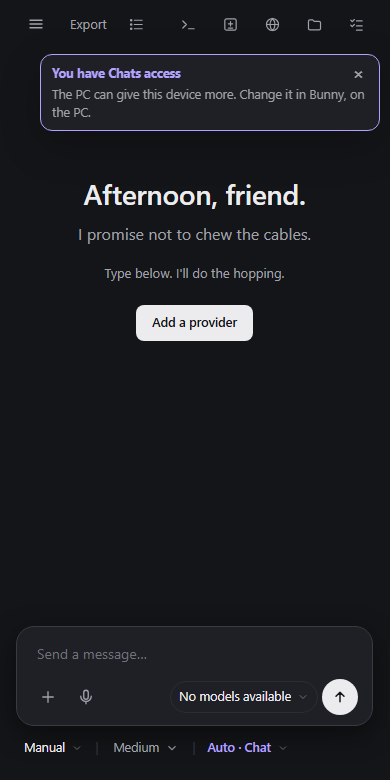 Export
You have Chats access
The PC can give this device more. Change it in Bunny, on
the PC.
Afternoon, friend.
I promise not to chew the cables.
Type below. I'll do the hopping.
Add a provider
Send a message...
No models available
Manual
Medium
Auto · Chat